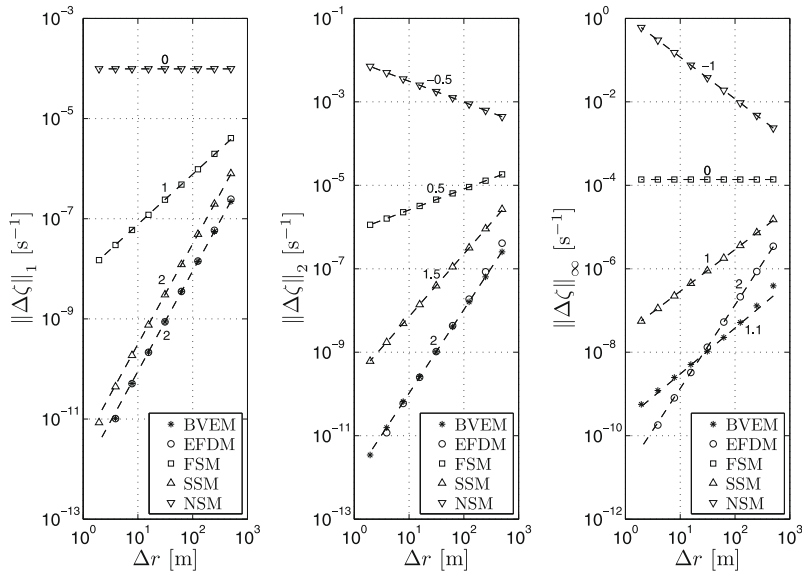 10^{-1}
10^{-3}
10^{-5}
10^{-7}
10^{-9}
10^{-11}
10^{-13}
‖Δζ‖_1 [s^{-1}]
0
1
2
2
BVEM
EFDM
FSM
SSM
NSM
10^0 10^1 10^2 10^3
Δr [m]
10^{-1}
10^{-3}
10^{-5}
10^{-7}
10^{-9}
10^{-11}
10^{-13}
‖Δζ‖_2 [s^{-1}]
−0.5
0.5
1.5
2
BVEM
EFDM
FSM
SSM
NSM
10^0 10^1 10^2 10^3
Δr [m]
10^0
10^{-2}
10^{-4}
10^{-6}
10^{-8}
10^{-10}
10^{-12}
‖Δζ‖_∞ [s^{-1}]
−1
0
1
2
1.1
BVEM
EFDM
FSM
SSM
NSM
10^0 10^1 10^2 10^3
Δr [m]